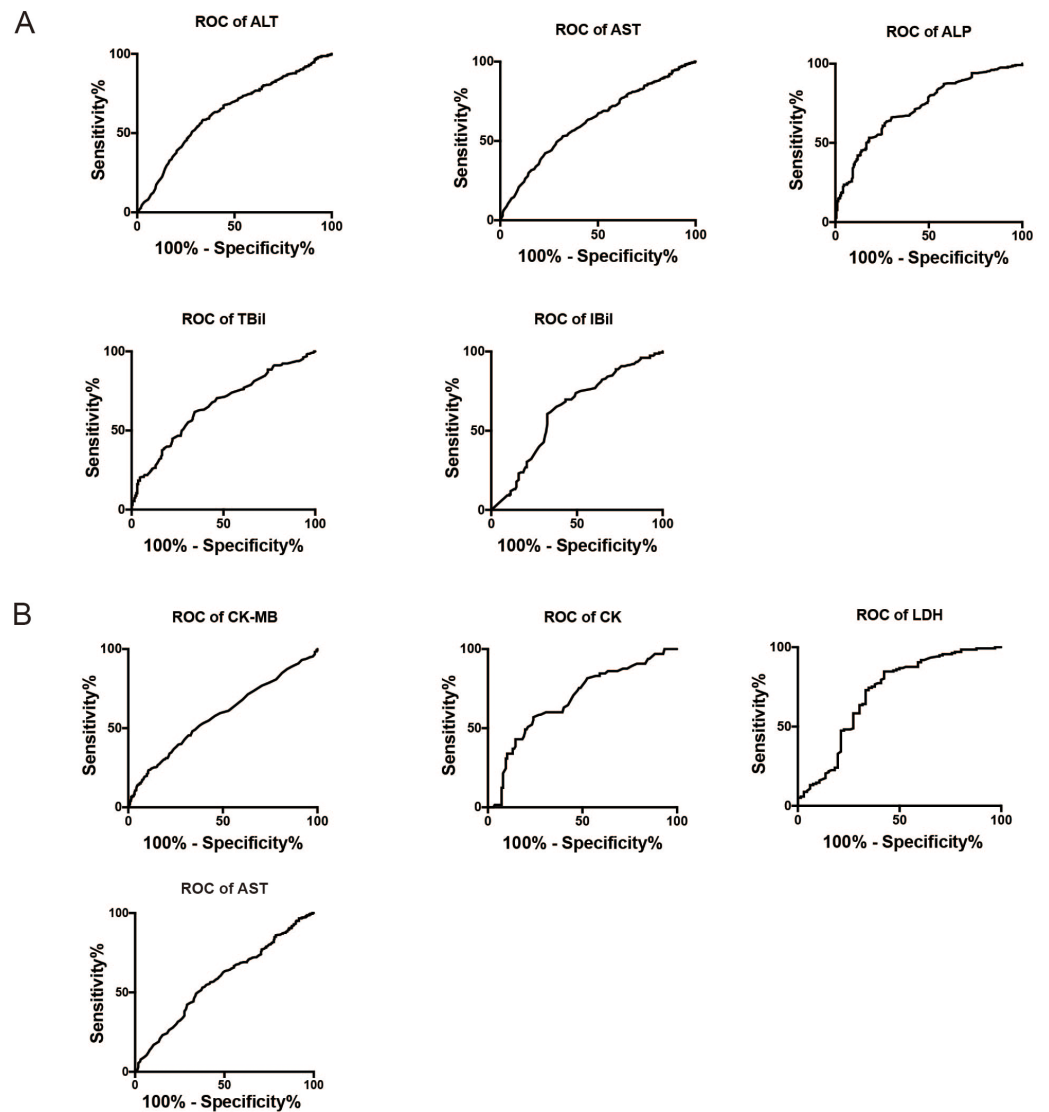 A
ROC of ALT
100
50
0
Sensitivity%
0 50 100
100% - Specificity%
ROC of AST
100
50
0
Sensitivity%
0 50 100
100% - Specificity%
ROC of ALP
100
50
0
Sensitivity%
0 50 100
100% - Specificity%
ROC of TBil
100
50
0
Sensitivity%
0 50 100
100% - Specificity%
ROC of IBil
100
50
0
Sensitivity%
0 50 100
100% - Specificity%
B
ROC of CK-MB
100
50
0
Sensitivity%
0 50 100
100% - Specificity%
ROC of CK
100
50
0
Sensitivity%
0 50 100
100% - Specificity%
ROC of LDH
100
50
0
Sensitivity%
0 50 100
100% - Specificity%
ROC of AST
100
50
0
Sensitivity%
0 50 100
100% - Specificity%